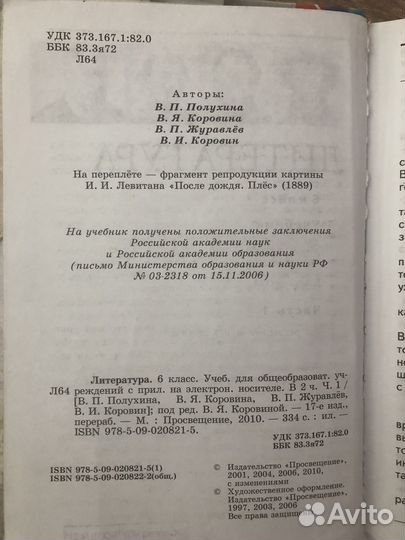 УДК 373.167.1:82.0
ББК 83.3я72
Л64
Авторы:
В. П. Полухина
В. Я. Коровина
В. П. Журавлёв
В. И. Коровин
На переплёте — фрагмент репродукции картины
И. И. Левитана «После дождя. Плёс» (1889)
На учебник получены положительные заключения
Российской академии наук
и Российской академии образования
(письмо Министерства образования и науки РФ
№ 03-2318 от 15.11.2006)
Литература. 6 класс. Учеб. для общеобразоват. уч-
Л64 реждений с прил. на электрон. носителе. В 2 ч. Ч. 1 /
[В. П. Полухина, В. Я. Коровина, В. П. Журавлёв,
В. И. Коровин]; под ред. В. Я. Коровиной. — 17-е изд.,
перераб. — М. : Просвещение, 2010. — 334 с. : ил. —
ISBN 978-5-09-020821-5.
УДК 373.167.1:82.0
ББК 83.3я72
ISBN 978-5-09-020821-5(1)
ISBN 978-5-09-020822-2(общ.)
© Издательство «Просвещение»,
2001, 2004, 2006, 2010,
с изменениями
© Художественное оформление.
Издательство «Просвещение»,
1997, 2003, 2006
Все права защищены
Avito